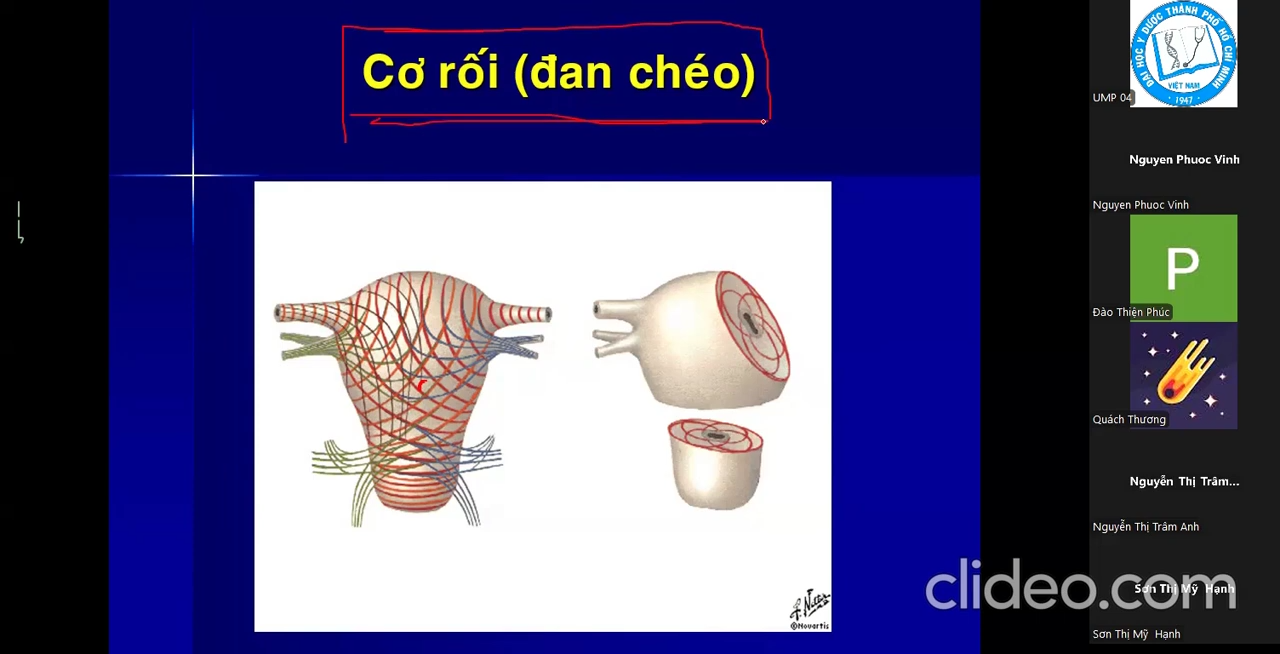 Cơ rối (đan chéo)
©Novartis
ĐẠI HỌC Y DƯỢC THÀNH PHỐ HỒ CHÍ MINH
VIỆT NAM
· 1947 ·
UMP 04
Nguyen Phuoc Vinh
Nguyen Phuoc Vinh
P
Đào Thiện Phúc
Quách Thương
Nguyễn Thị Trâm...
Nguyễn Thị Trâm Anh
Sơn Thị Mỹ Hạnh
clideo.com
Sơn Thị Mỹ Hạnh